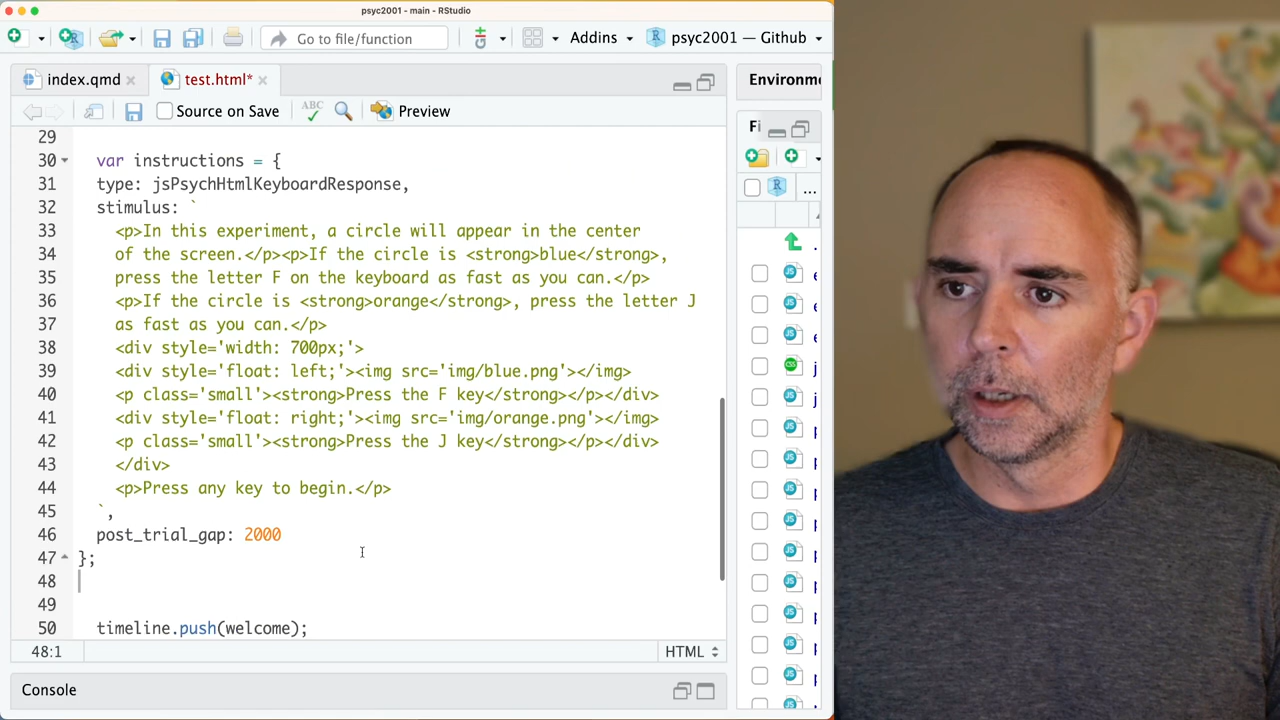 psyc2001 - main - RStudio
Go to file/function
Addins
psyc2001 — Github
index.qmd
test.html*
Source on Save
ABC
Preview
Environm
Fi
29
30 var instructions = {
31 type: jsPsychHtmlKeyboardResponse,
32 stimulus: `
33 <p>In this experiment, a circle will appear in the center
34 of the screen.</p><p>If the circle is <strong>blue</strong>,
35 press the letter F on the keyboard as fast as you can.</p>
36 <p>If the circle is <strong>orange</strong>, press the letter J
37 as fast as you can.</p>
38 <div style='width: 700px;'>
39 <div style='float: left;'><img src='img/blue.png'></img>
40 <p class='small'><strong>Press the F key</strong></p></div>
41 <div style='float: right;'><img src='img/orange.png'></img>
42 <p class='small'><strong>Press the J key</strong></p></div>
43 </div>
44 <p>Press any key to begin.</p>
45 `,
46 post_trial_gap: 2000
47 };
48
49
50 timeline.push(welcome);
48:1
HTML
Console